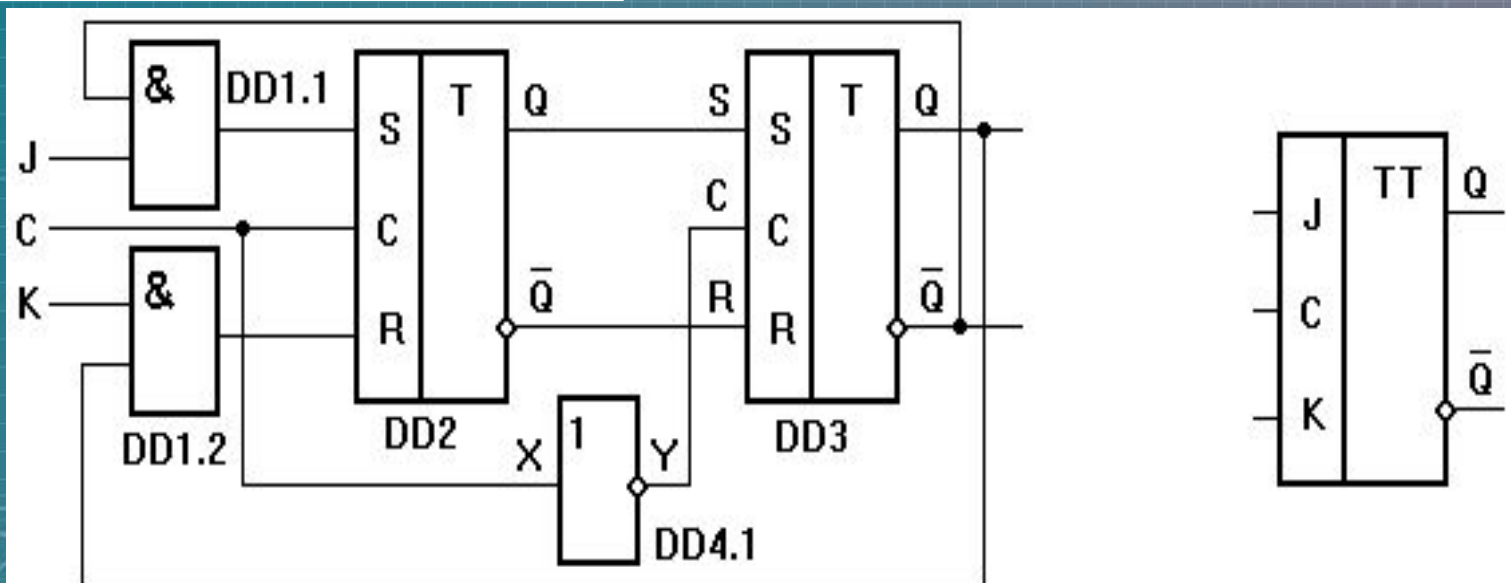 & DD1.1
J
C
K
&
DD1.2
S T Q
C
R Q̅
DD2
X 1 Y
DD4.1
S S T Q
C C
R R Q̅
DD3
J TT Q
C
K Q̅